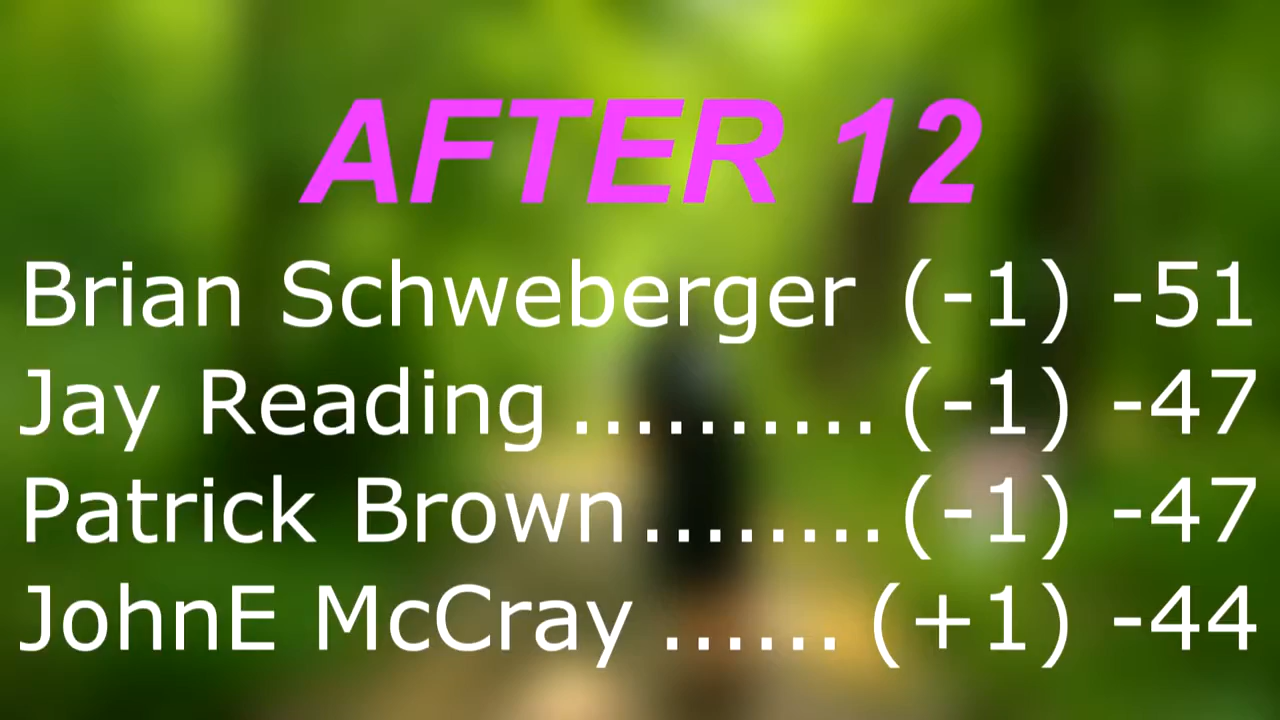 AFTER 12
Brian Schweberger (-1) -51
Jay Reading ..........(-1) -47
Patrick Brown........(-1) -47
JohnE McCray ...... (+1) -44